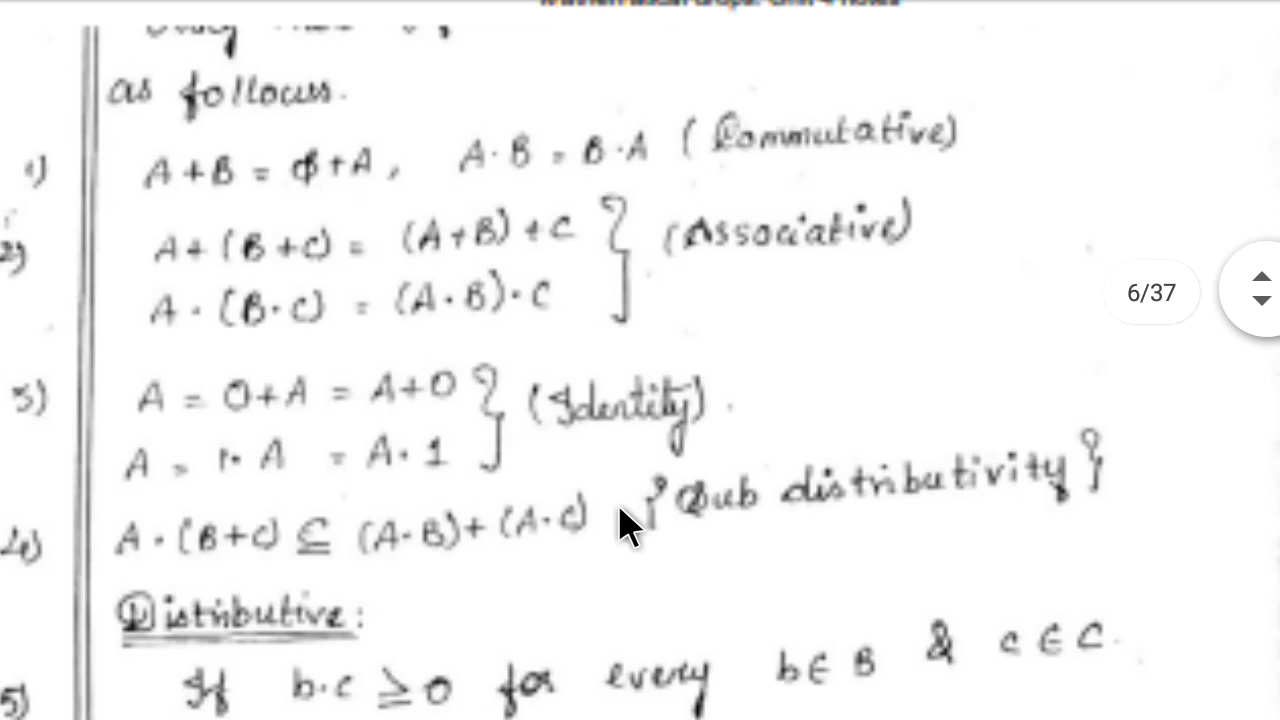 as follows.
1) A+B = B+A, A·B = B·A (Commutative)
2) A+(B+C) = (A+B)+C } (Associative)
A·(B·C) = (A·B)·C
3) A = 0+A = A+0 } (Identity).
A = 1·A = A·1
4) A·(B+C) ⊆ (A·B)+(A·C) } Sub distributivity }
Distributive:
5) If b·c ≥ 0 for every b∈B & c∈C.
6/37